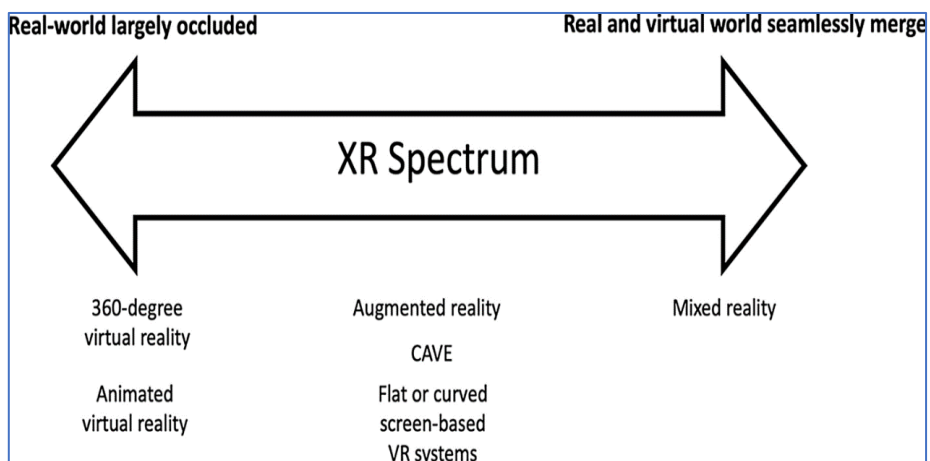 Real-world largely occluded
Real and virtual world seamlessly merge
XR Spectrum
360-degree
virtual reality
Animated
virtual reality
Augmented reality
CAVE
Flat or curved
screen-based
VR systems
Mixed reality